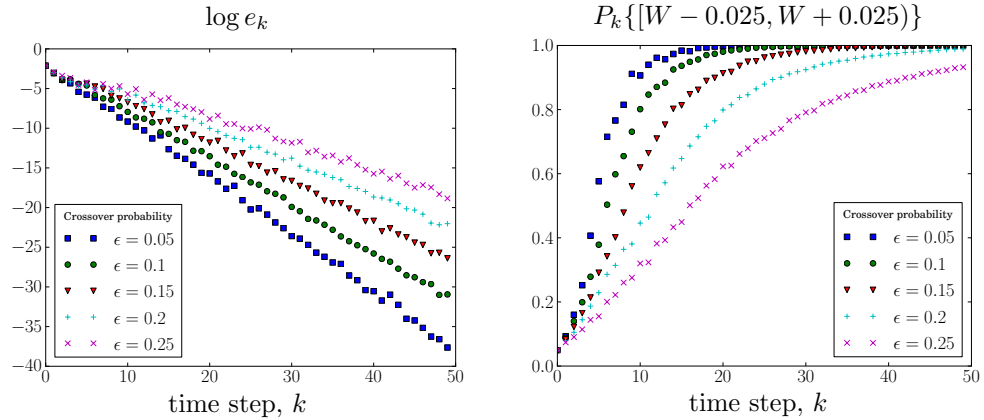 log e_k
0
−5
−10
−15
−20
−25
−30
−35
−40
0 10 20 30 40 50
time step, k
Crossover probability
ϵ = 0.05
ϵ = 0.1
ϵ = 0.15
ϵ = 0.2
ϵ = 0.25
P_k{[W − 0.025, W + 0.025)}
1.0
0.8
0.6
0.4
0.2
0.0
0 10 20 30 40 50
time step, k
Crossover probability
ϵ = 0.05
ϵ = 0.1
ϵ = 0.15
ϵ = 0.2
ϵ = 0.25